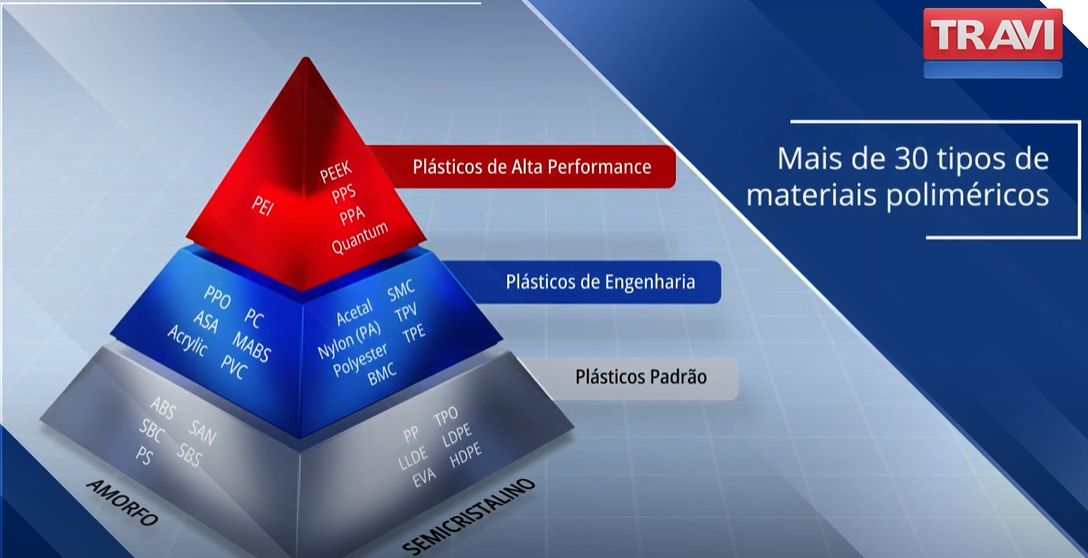 TRAVI
Mais de 30 tipos de
materiais poliméricos
Plásticos de Alta Performance
PEI
PEEK
PPS
PPA
Quantum
Plásticos de Engenharia
PPO PC
ASA MABS
Acrylic PVC
Acetal SMC
Nylon (PA) TPV
Polyester TPE
BMC
Plásticos Padrão
ABS SAN
SBC SBS
PS
PP TPO
LLDE LDPE
EVA HDPE
AMORFO
SEMICRISTALINO